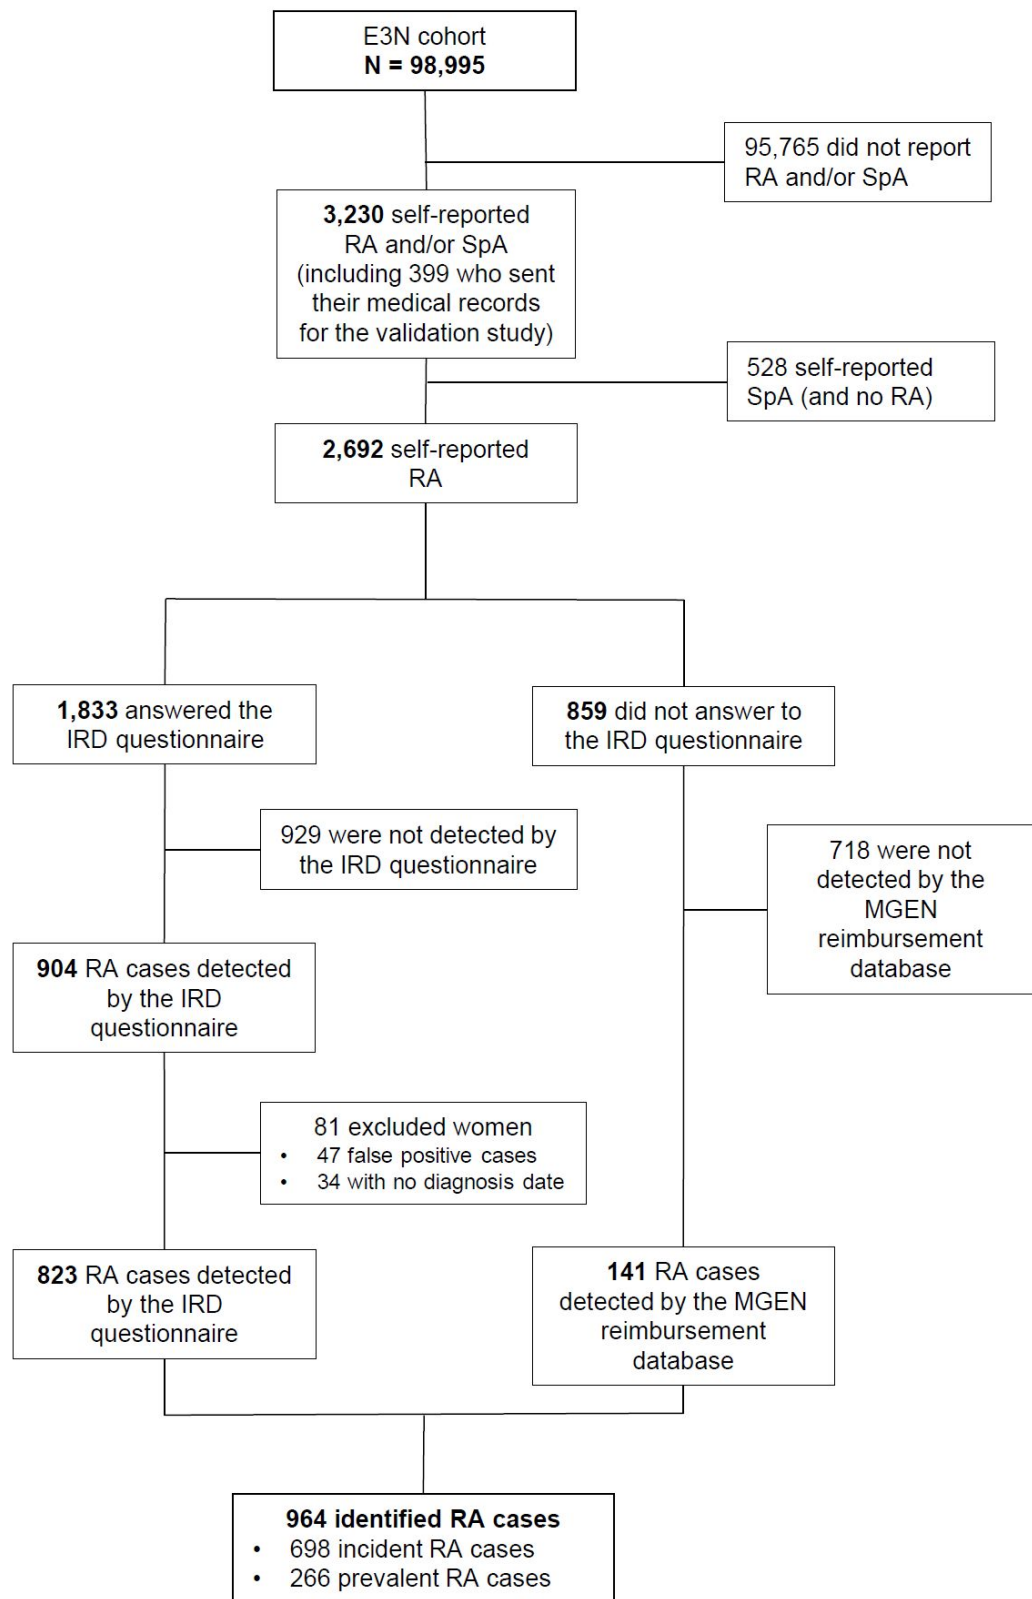 E3N cohort
N = 98,995
95,765 did not report
RA and/or SpA
3,230 self-reported
RA and/or SpA
(including 399 who sent
their medical records
for the validation study)
528 self-reported
SpA (and no RA)
2,692 self-reported
RA
1,833 answered the
IRD questionnaire
859 did not answer to
the IRD questionnaire
929 were not detected by
the IRD questionnaire
718 were not
detected by the
MGEN
reimbursement
database
904 RA cases detected
by the IRD
questionnaire
81 excluded women
• 47 false positive cases
• 34 with no diagnosis date
823 RA cases detected
by the IRD
questionnaire
141 RA cases
detected by the MGEN
reimbursement
database
964 identified RA cases
• 698 incident RA cases
• 266 prevalent RA cases